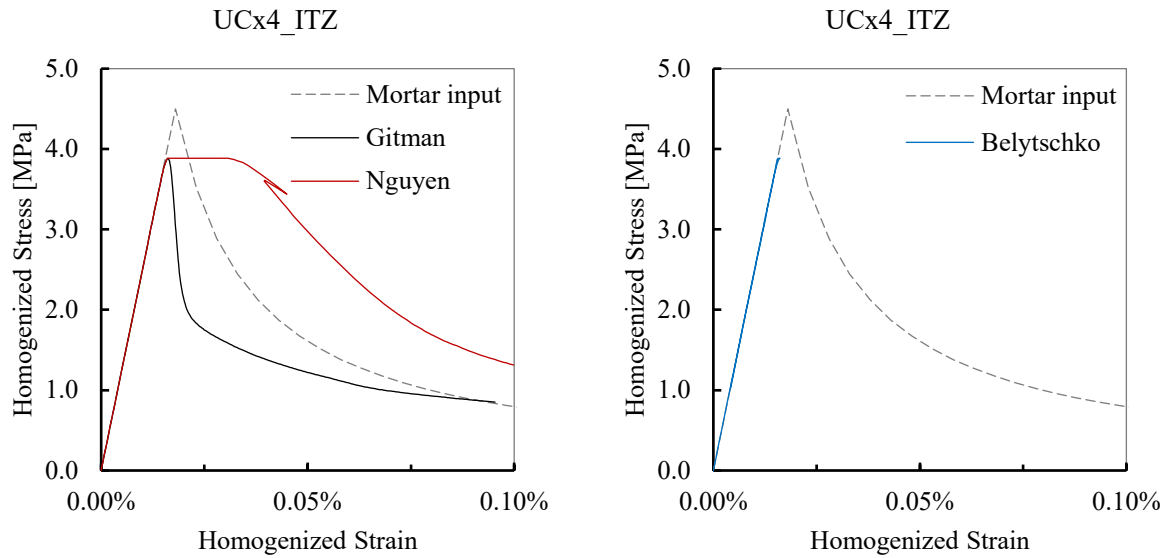 UCx4_ITZ
5.0
4.0
3.0
2.0
1.0
0.0
Homogenized Stress [MPa]
Mortar input
Gitman
Nguyen
0.00%
0.05%
0.10%
Homogenized Strain
UCx4_ITZ
5.0
4.0
3.0
2.0
1.0
0.0
Homogenized Stress [MPa]
Mortar input
Belytschko
0.00%
0.05%
0.10%
Homogenized Strain